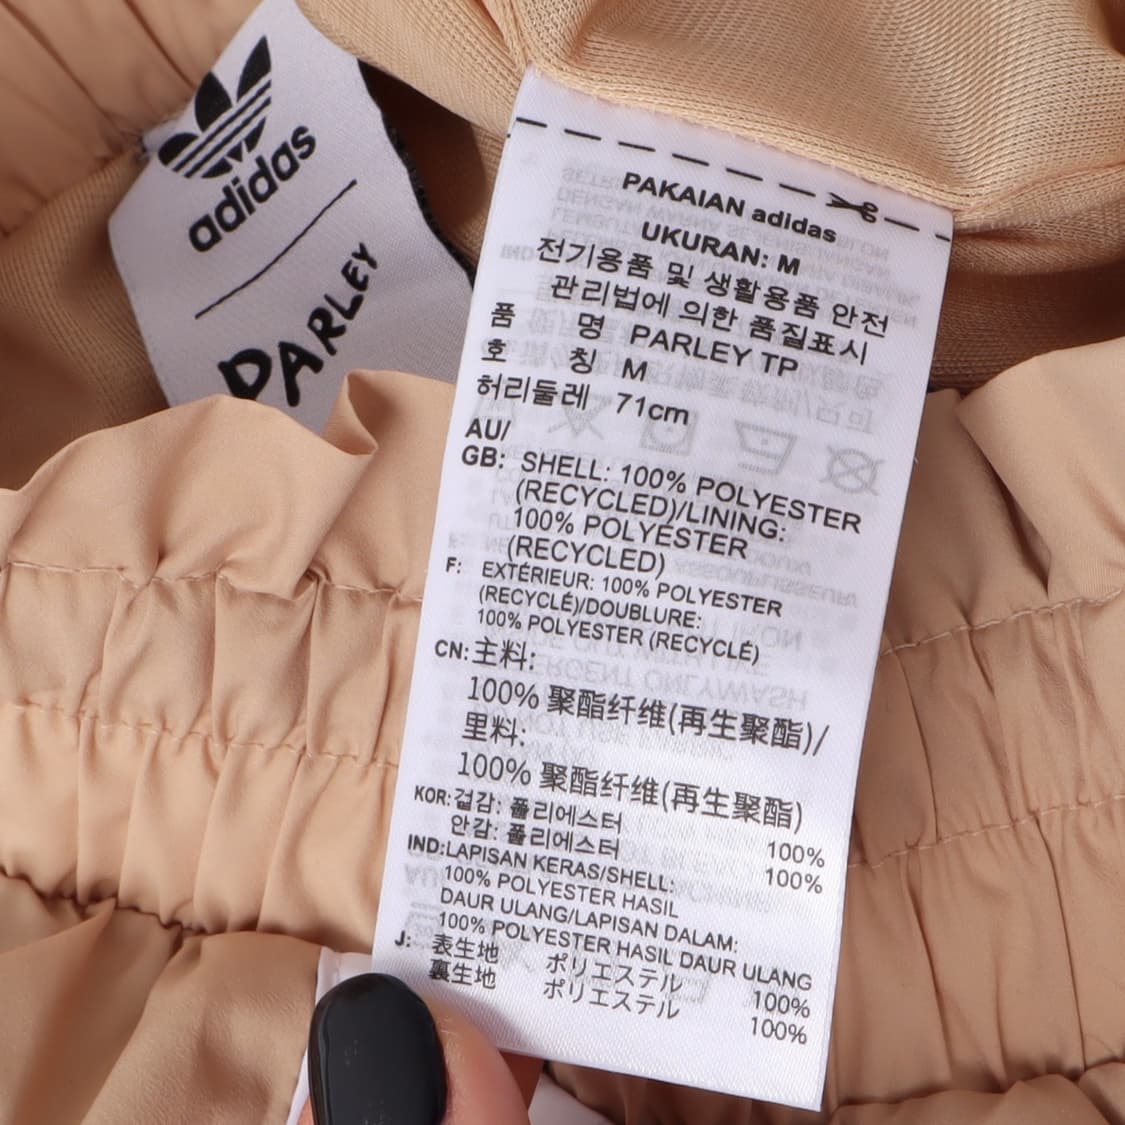 adidas
PARLEY
PAKAIAN adidas
UKURAN: M
전기용품 및 생활용품 안전
관리법에 의한 품질표시
품 명 PARLEY TP
호 칭 M
허리둘레 71cm
AU/
GB: SHELL: 100% POLYESTER
(RECYCLED)/LINING:
100% POLYESTER
(RECYCLED)
F: EXTÉRIEUR: 100% POLYESTER
(RECYCLÉ)/DOUBLURE:
100% POLYESTER (RECYCLÉ)
CN: 主料:
100% 聚酯纤维(再生聚酯)/
里料:
100% 聚酯纤维(再生聚酯)
KOR: 겉감: 폴리에스터 100%
안감: 폴리에스터 100%
IND: LAPISAN KERAS/SHELL:
100% POLYESTER HASIL
DAUR ULANG/LAPISAN DALAM:
100% POLYESTER HASIL DAUR ULANG
J: 表生地 ポリエステル 100%
裏生地 ポリエステル 100%